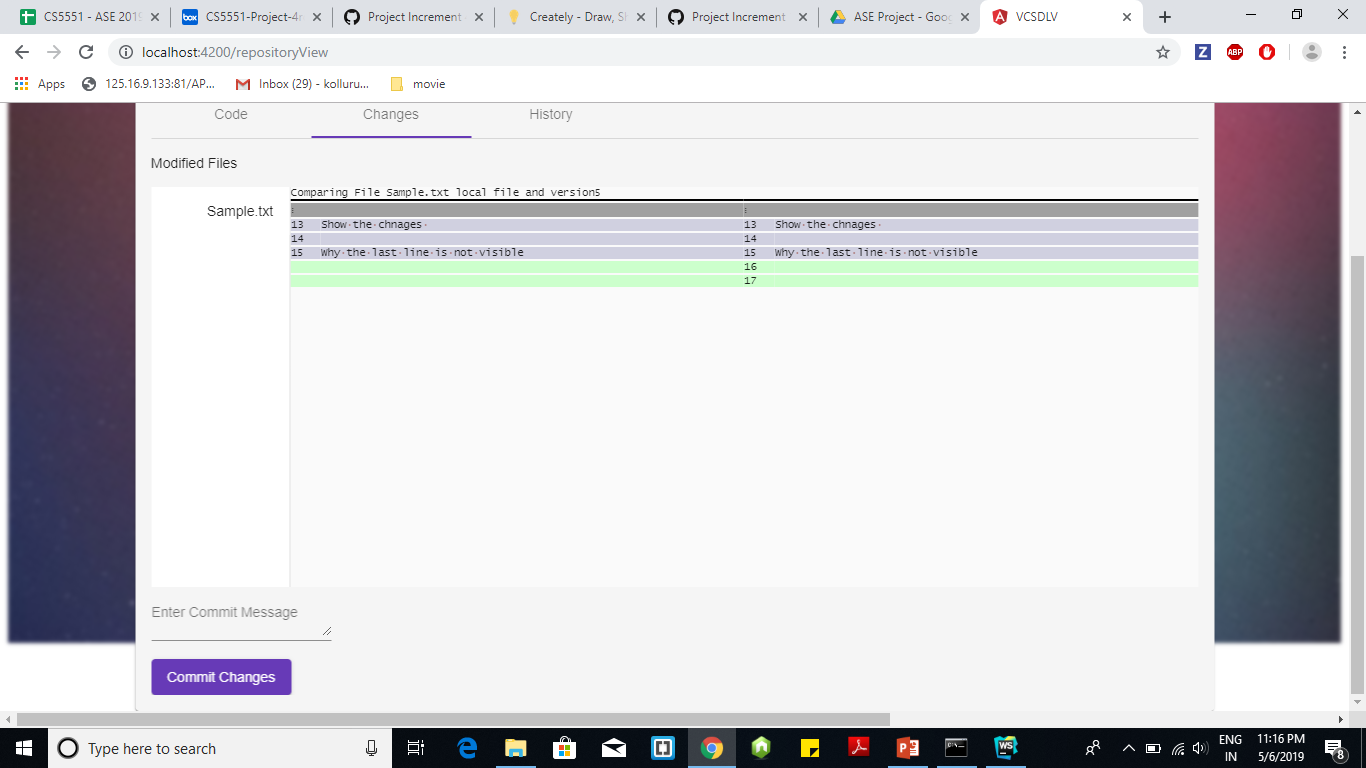 CS5551 - ASE 2019
CS5551-Project-4
Project Increment
Creately - Draw, S
Project Increment
ASE Project - Goog
VCSDLV
localhost:4200/repositoryView
Z
ABP
Apps
125.16.9.133:81/AP...
Inbox (29) - kolluru...
movie
Code
Changes
History
Modified Files
Sample.txt
Comparing File Sample.txt local file and version5
13 Show·the·chnages·
13 Show·the·chnages·
14
14
15 Why·the·last·line·is·not·visible
15 Why·the·last·line·is·not·visible
16
17
Enter Commit Message
Commit Changes
Type here to search
WS
ENG
IN
11:16 PM
5/6/2019
8